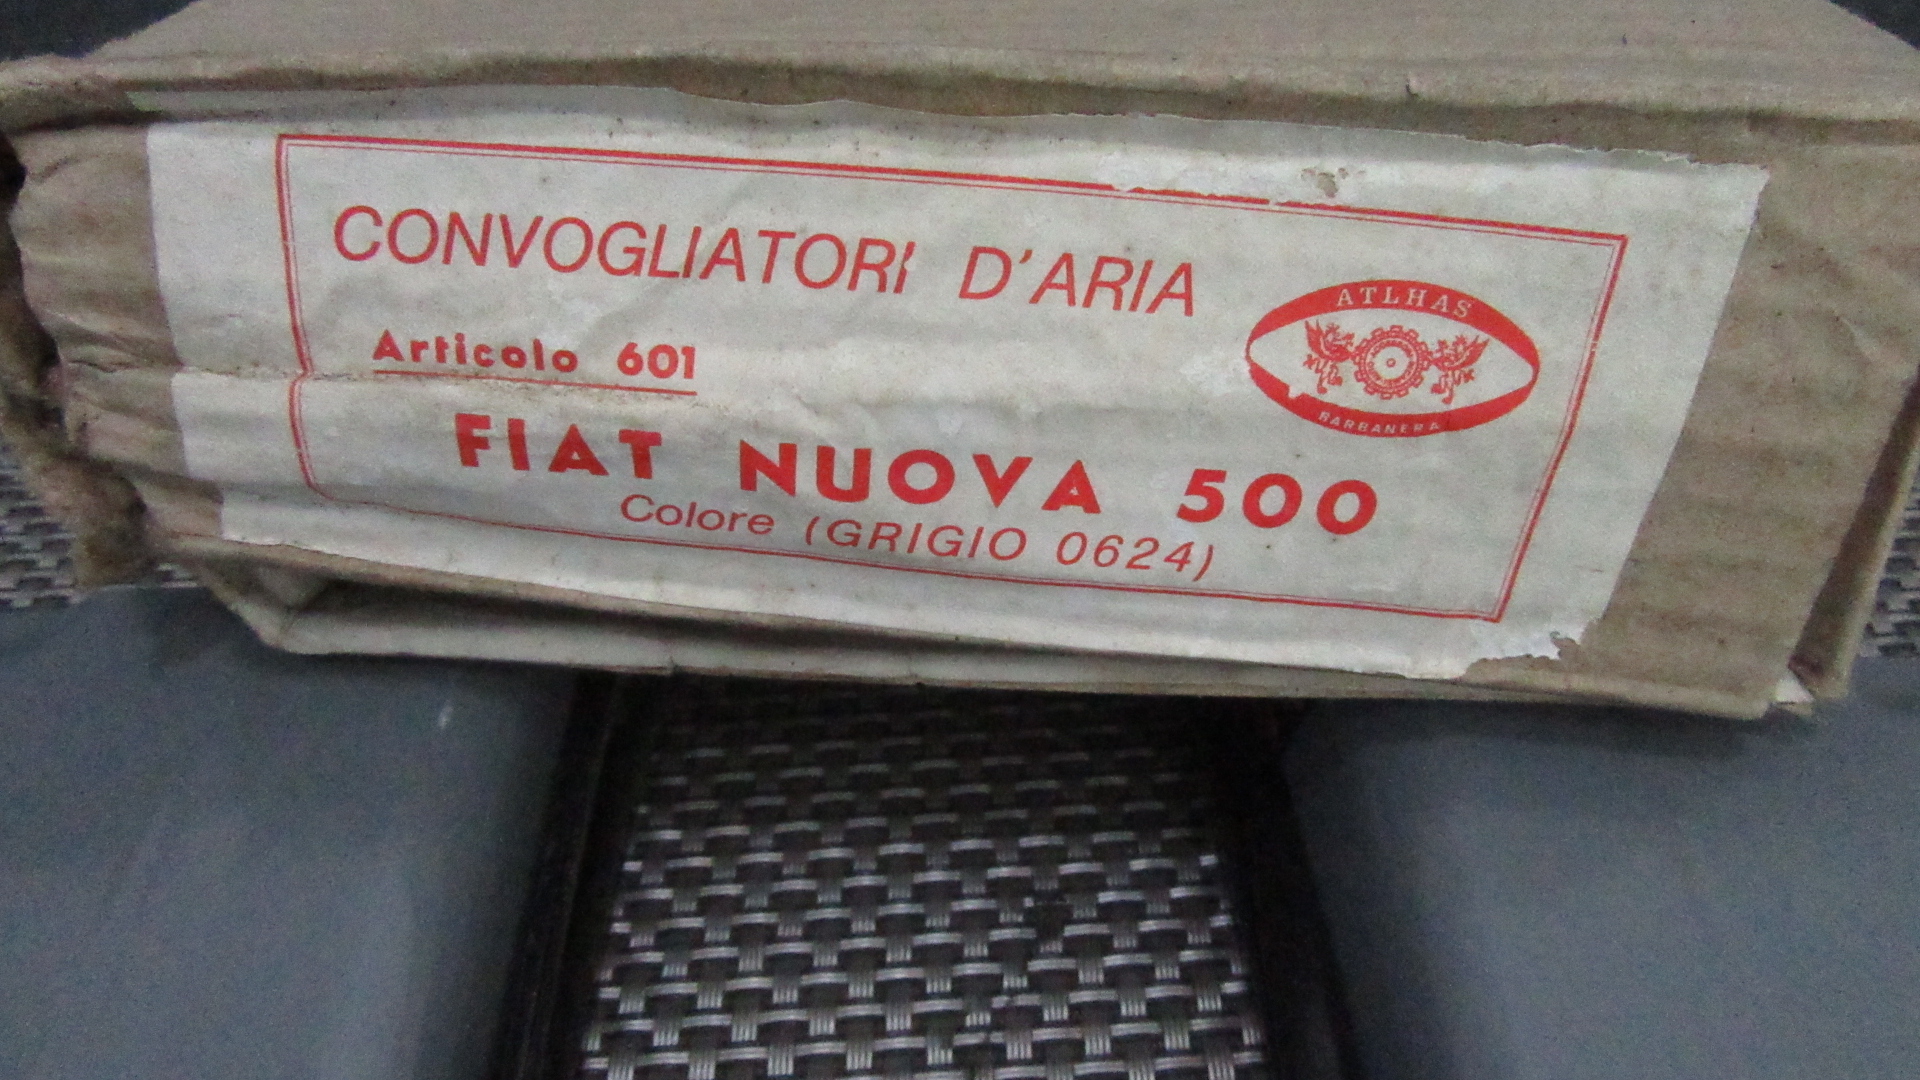 CONVOGLIATORI D'ARIA
ATLHAS
BARBANERA
Articolo 601
FIAT NUOVA 500
Colore (GRIGIO 0624)